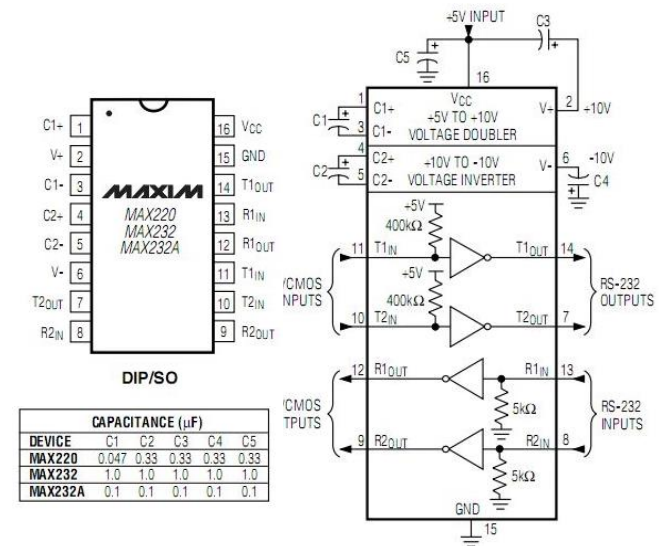 C1+ 1
V+ 2
C1- 3
C2+ 4
C2- 5
V- 6
T2OUT 7
R2IN 8
16 VCC
15 GND
14 T1OUT
13 R1IN
12 R1OUT
11 T1IN
10 T2IN
9 R2OUT
MAXIM
MAX220
MAX232
MAX232A
DIP/SO
CAPACITANCE (µF)
DEVICE C1 C2 C3 C4 C5
MAX220 0.047 0.33 0.33 0.33 0.33
MAX232 1.0 1.0 1.0 1.0 1.0
MAX232A 0.1 0.1 0.1 0.1 0.1
+5V INPUT
C3
C5
16
VCC
1 C1+
C1
3 C1-
+5V TO +10V
VOLTAGE DOUBLER
V+ 2 +10V
4 C2+
C2
5 C2-
+10V TO -10V
VOLTAGE INVERTER
V- 6 -10V
C4
+5V
400kΩ
11 T1IN
T1OUT 14
+5V
400kΩ
10 T2IN
T2OUT 7
/CMOS
NPUTS
RS-232
OUTPUTS
12 R1OUT
R1IN 13
5kΩ
9 R2OUT
R2IN 8
5kΩ
/CMOS
TPUTS
RS-232
INPUTS
GND
15